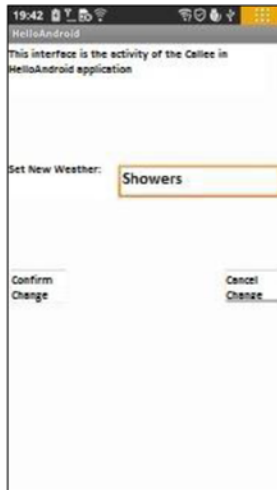 19:42
HelloAndroid
This interface is the activity of the Callee in
HelloAndroid application
Set New Weather:
Showers
Confirm
Change
Cancel
Change